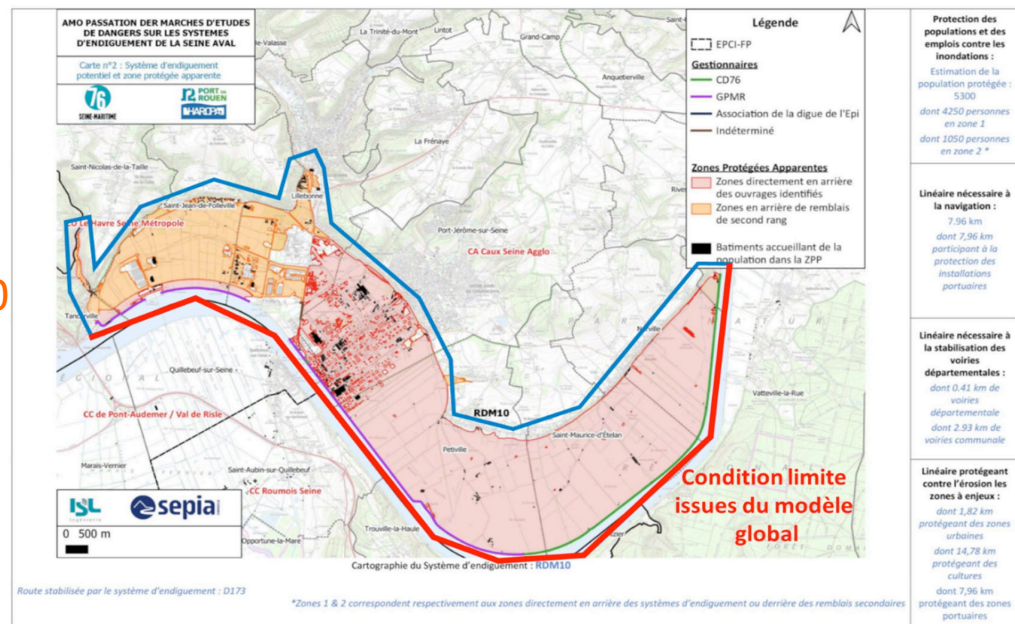 AMO PASSATION DER MARCHES D'ETUDES
DE DANGERS SUR LES SYSTEMES
D'ENDIGUEMENT DE LA SEINE AVAL
Carte n°2 : Système d'endiguement
potentiel et zone protégée apparente
76
SEINE-MARITIME
PORT DE
ROUEN
HAROPA
Légende
EPCI-FP
Gestionnaires
CD76
GPMR
Association de la digue de l'Epi
Indéterminé
Zones Protégées Apparentes
Zones directement en arrière
des ouvrages identifiés
Zones en arrière de remblais
de second rang
Batiments accueillant de la
population dans la ZPP
Protection des
populations et des
emplois contre les
inondations :
Estimation de la
population protégée :
5300
dont 4250 personnes
en zone 1
dont 1050 personnes
en zone 2 *
Linéaire nécessaire à
la navigation :
7.96 km
dont 7,96 km
participant à la
protection des
installations
portuaires
Linéaire nécessaire à
la stabilisation des
voiries
départementales :
dont 0.41 km de
voiries
départementale
dont 2.93 km de
voiries communale
Linéaire protégeant
contre l'érosion les
zones à enjeux :
dont 1,82 km
protégeant des zones
urbaines
dont 14,78 km
protégeant des
cultures
dont 7,96 km
protégeant des zones
portuaires
La Trinité-du-Mont
Lintot
Grand-Camp
Anquetierville
La Frénaye
Saint-Nicolas-de-la-Taille
Saint-Jean-de-Folleville
Lillebonne
Le Havre Seine Métropole
Port-Jérôme-sur-Seine
CA Caux Seine Agglo
Tancarville
0
Norville
Quillebeuf-sur-Seine
Vatteville-la-Rue
RDM10
CC de Pont-Audemer / Val de Risle
Petiville
Saint-Maurice-d'Ételan
Marais-Vernier
Saint-Aubin-sur-Quillebeuf
CC Roumois Seine
Condition limite
issues du modèle
global
ISL
Ingénierie
sepia
0 500 m
Trouville-la-Haule
Opportune-la-Mare
Cartographie du Système d'endiguement : RDM10
Route stabilisée par le système d'endiguement : D173
*Zones 1 & 2 correspondent respectivement aux zones directement en arrière des systèmes d'endiguement ou derrière des remblais secondaires